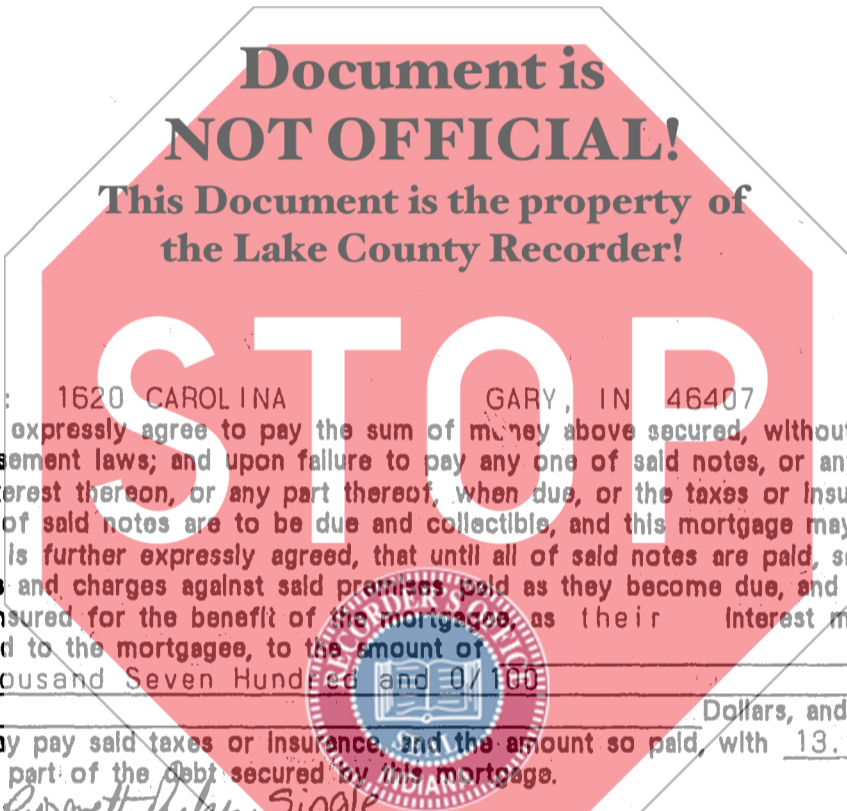 Document is
NOT OFFICIAL!
This Document is the property of
the Lake County Recorder!
STOP
: 1620 CAROLINA GARY, IN 46407
expressly agree to pay the sum of money above secured, without
sement laws; and upon failure to pay any one of said notes, or an
erest thereon, or any part thereof, when due, or the taxes or insu
of said notes are to be due and collectible, and this mortgage may
is further expressly agreed, that until all of said notes are paid, s
s and charges against said premises paid as they become due, and
nsured for the benefit of the mortgagee, as their interest m
d to the mortgagee, to the amount of
ousand Seven Hundred and 0/100
Dollars, and
ay pay said taxes or insurance, and the amount so paid, with 13.
part of the debt secured by this mortgage.
Single
RECORDER'S OFFIC
SEAL
INDIANA